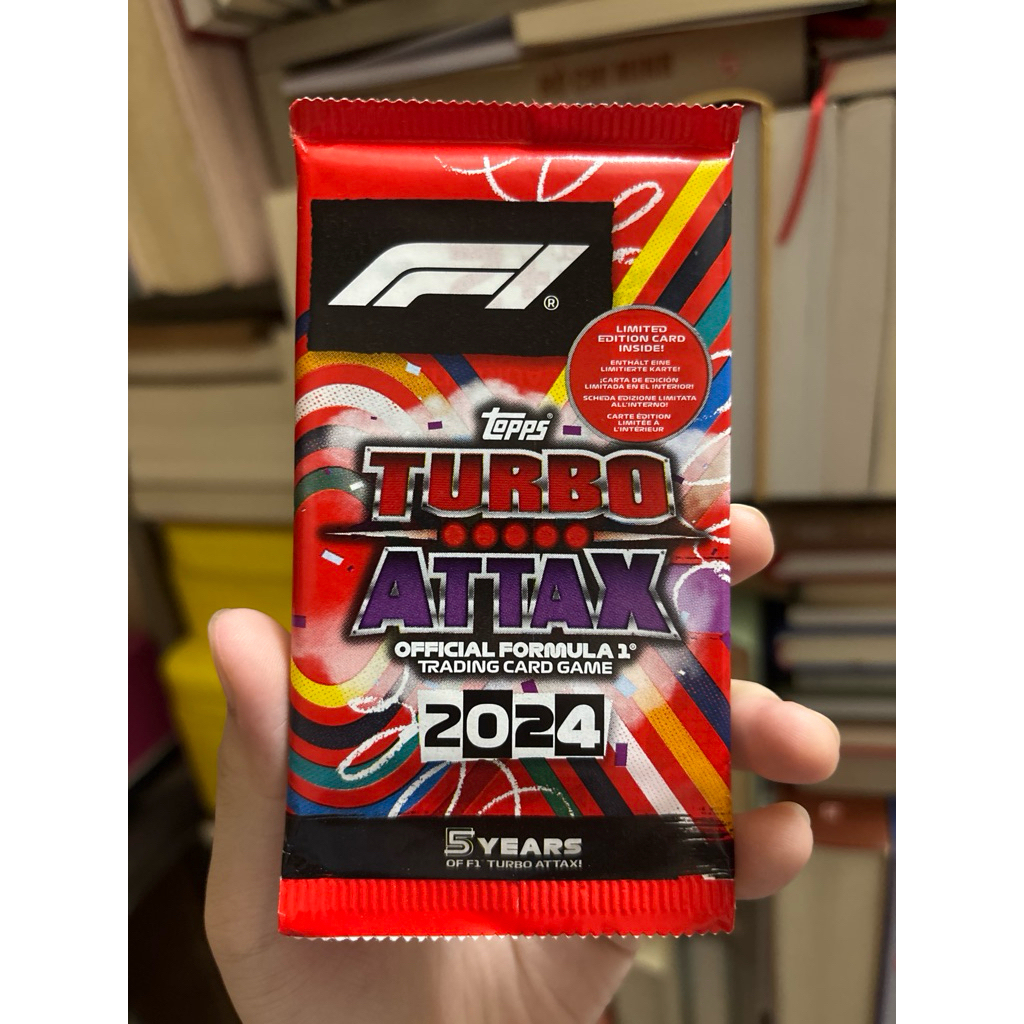 F1®
LIMITED
EDITION CARD
INSIDE!
ENTHÄLT EINE
LIMITIERTE KARTE!
¡CARTA DE EDICIÓN
LIMITADA EN EL INTERIOR!
SCHEDA EDIZIONE LIMITATA
ALL'INTERNO!
CARTE ÉDITION
LIMITÉE À
L'INTÉRIEUR
topps®
TURBO
ATTAX
OFFICIAL FORMULA 1®
TRADING CARD GAME
2024
5 YEARS
OF F1 TURBO ATTAX!